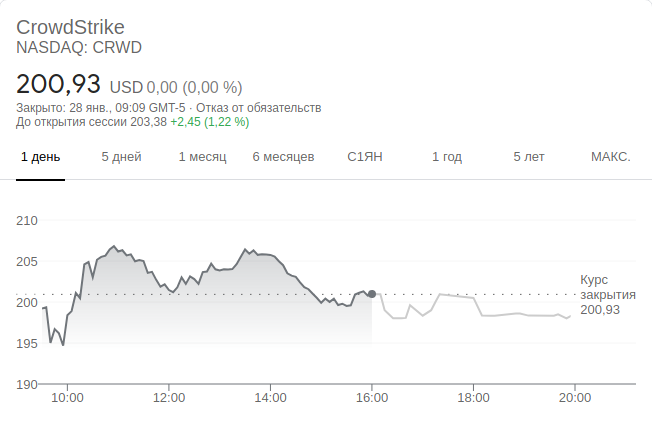 CrowdStrike
NASDAQ: CRWD
200,93 USD 0,00 (0,00 %)
Закрыто: 28 янв., 09:09 GMT-5 · Отказ от обязательств
До открытия сессии 203,38 +2,45 (1,22 %)
1 день 5 дней 1 месяц 6 месяцев С1ЯН 1 год 5 лет МАКС.
210
205
200
195
190
Курс
закрытия
200,93
10:00 12:00 14:00 16:00 18:00 20:00